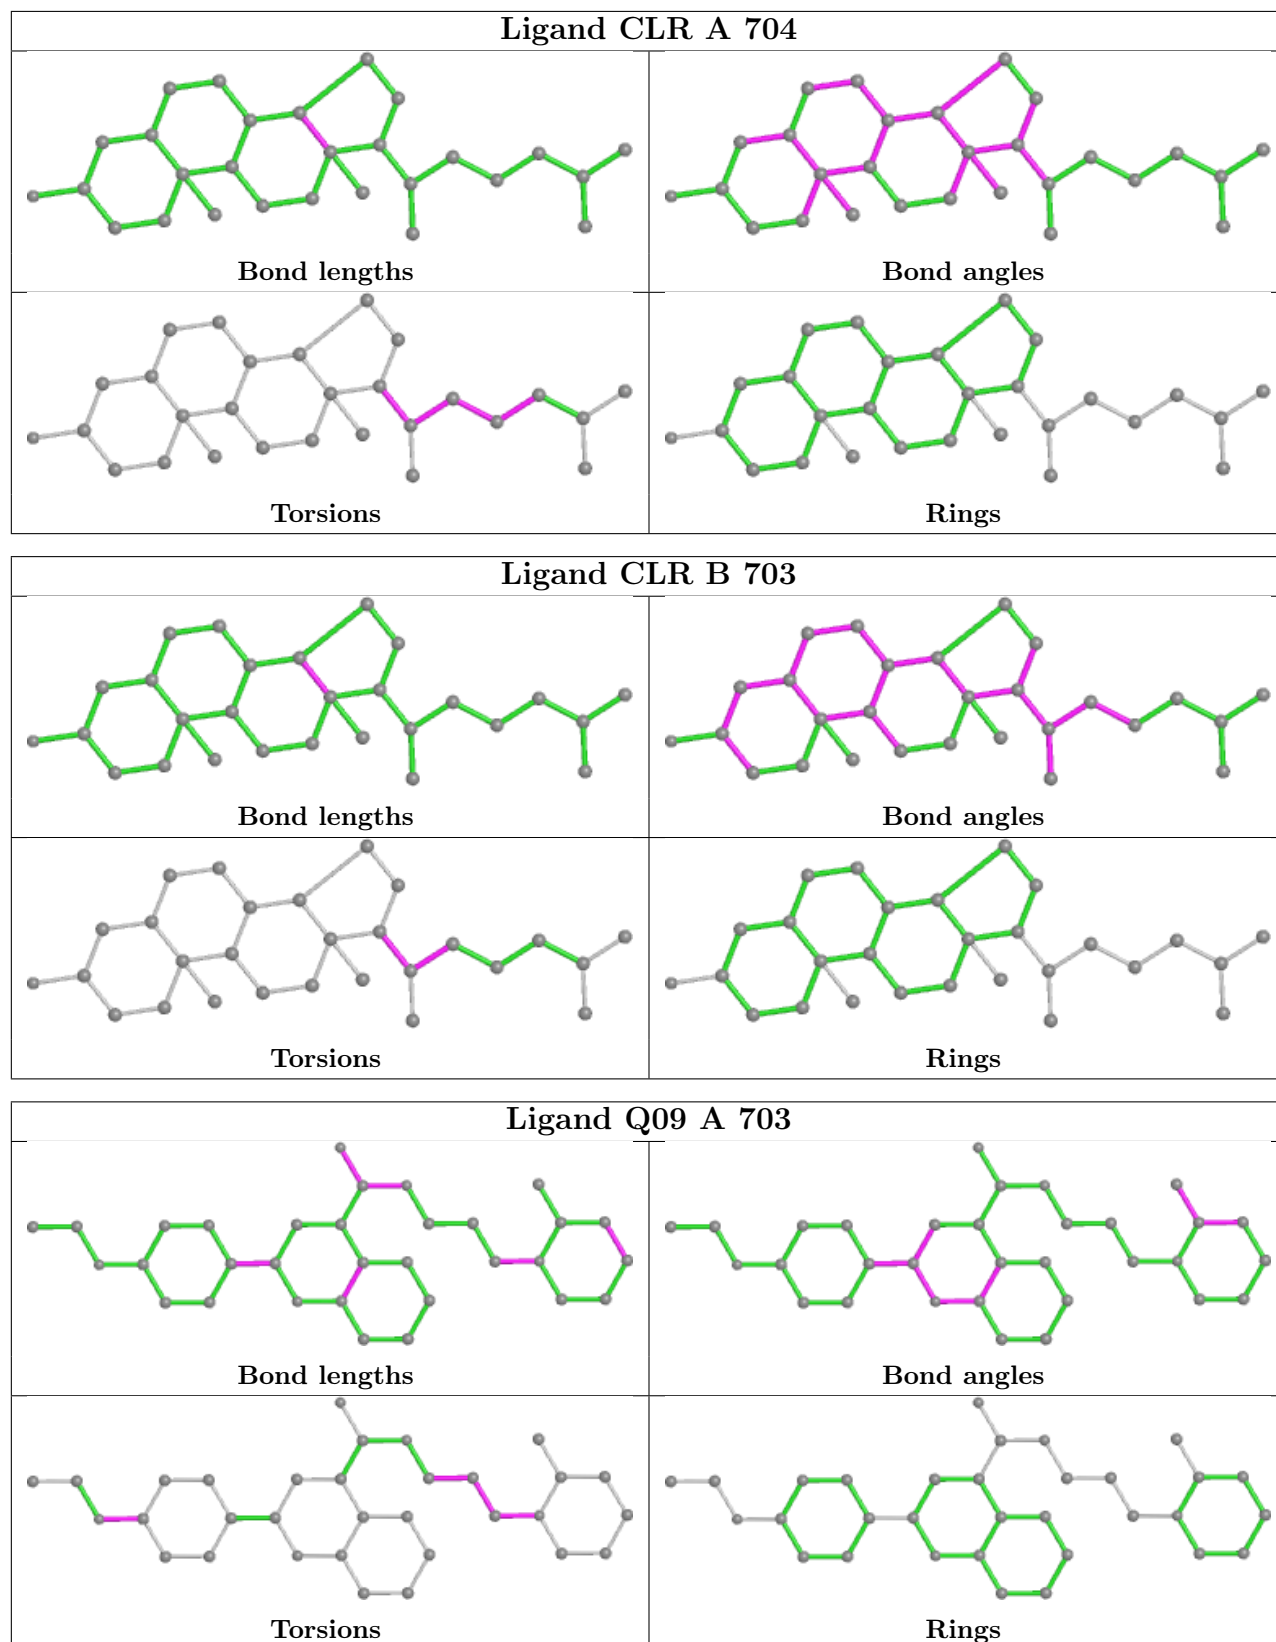 Ligand CLR A 704
Bond lengths
Bond angles
Torsions
Rings
Ligand CLR B 703
Bond lengths
Bond angles
Torsions
Rings
Ligand Q09 A 703
Bond lengths
Bond angles
Torsions
Rings